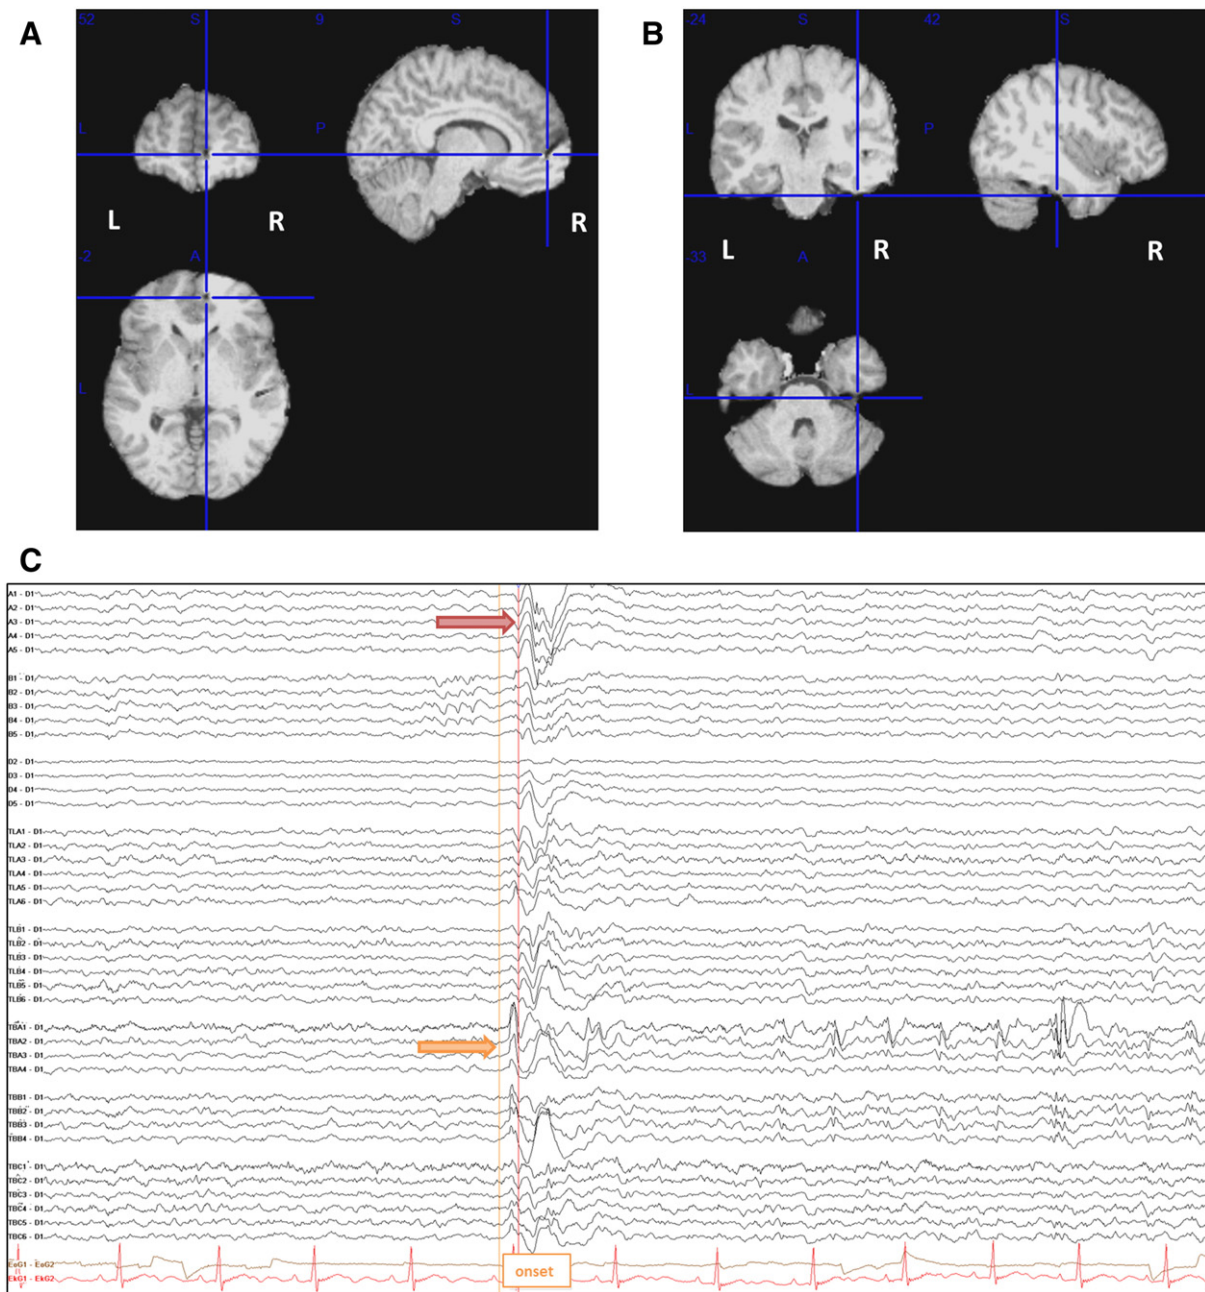 A
B
52 S 9 S
-24 S 42 S
L P
L P
L R R
L R R
-2 A
-33 A
L
L
C
A1 - D1
A2 - D1
A3 - D1
A4 - D1
A5 - D1
B1 - D1
B2 - D1
B3 - D1
B4 - D1
B5 - D1
D2 - D1
D3 - D1
D4 - D1
D5 - D1
TLA1 - D1
TLA2 - D1
TLA3 - D1
TLA4 - D1
TLA5 - D1
TLA6 - D1
TLB1 - D1
TLB2 - D1
TLB3 - D1
TLB4 - D1
TLB5 - D1
TLB6 - D1
TBA1 - D1
TBA2 - D1
TBA3 - D1
TBA4 - D1
TBB1 - D1
TBB2 - D1
TBB3 - D1
TBB4 - D1
TBC1 - D1
TBC2 - D1
TBC3 - D1
TBC4 - D1
TBC5 - D1
TBC6 - D1
EoG1 - EoG2
EkG1 - EkG2
onset